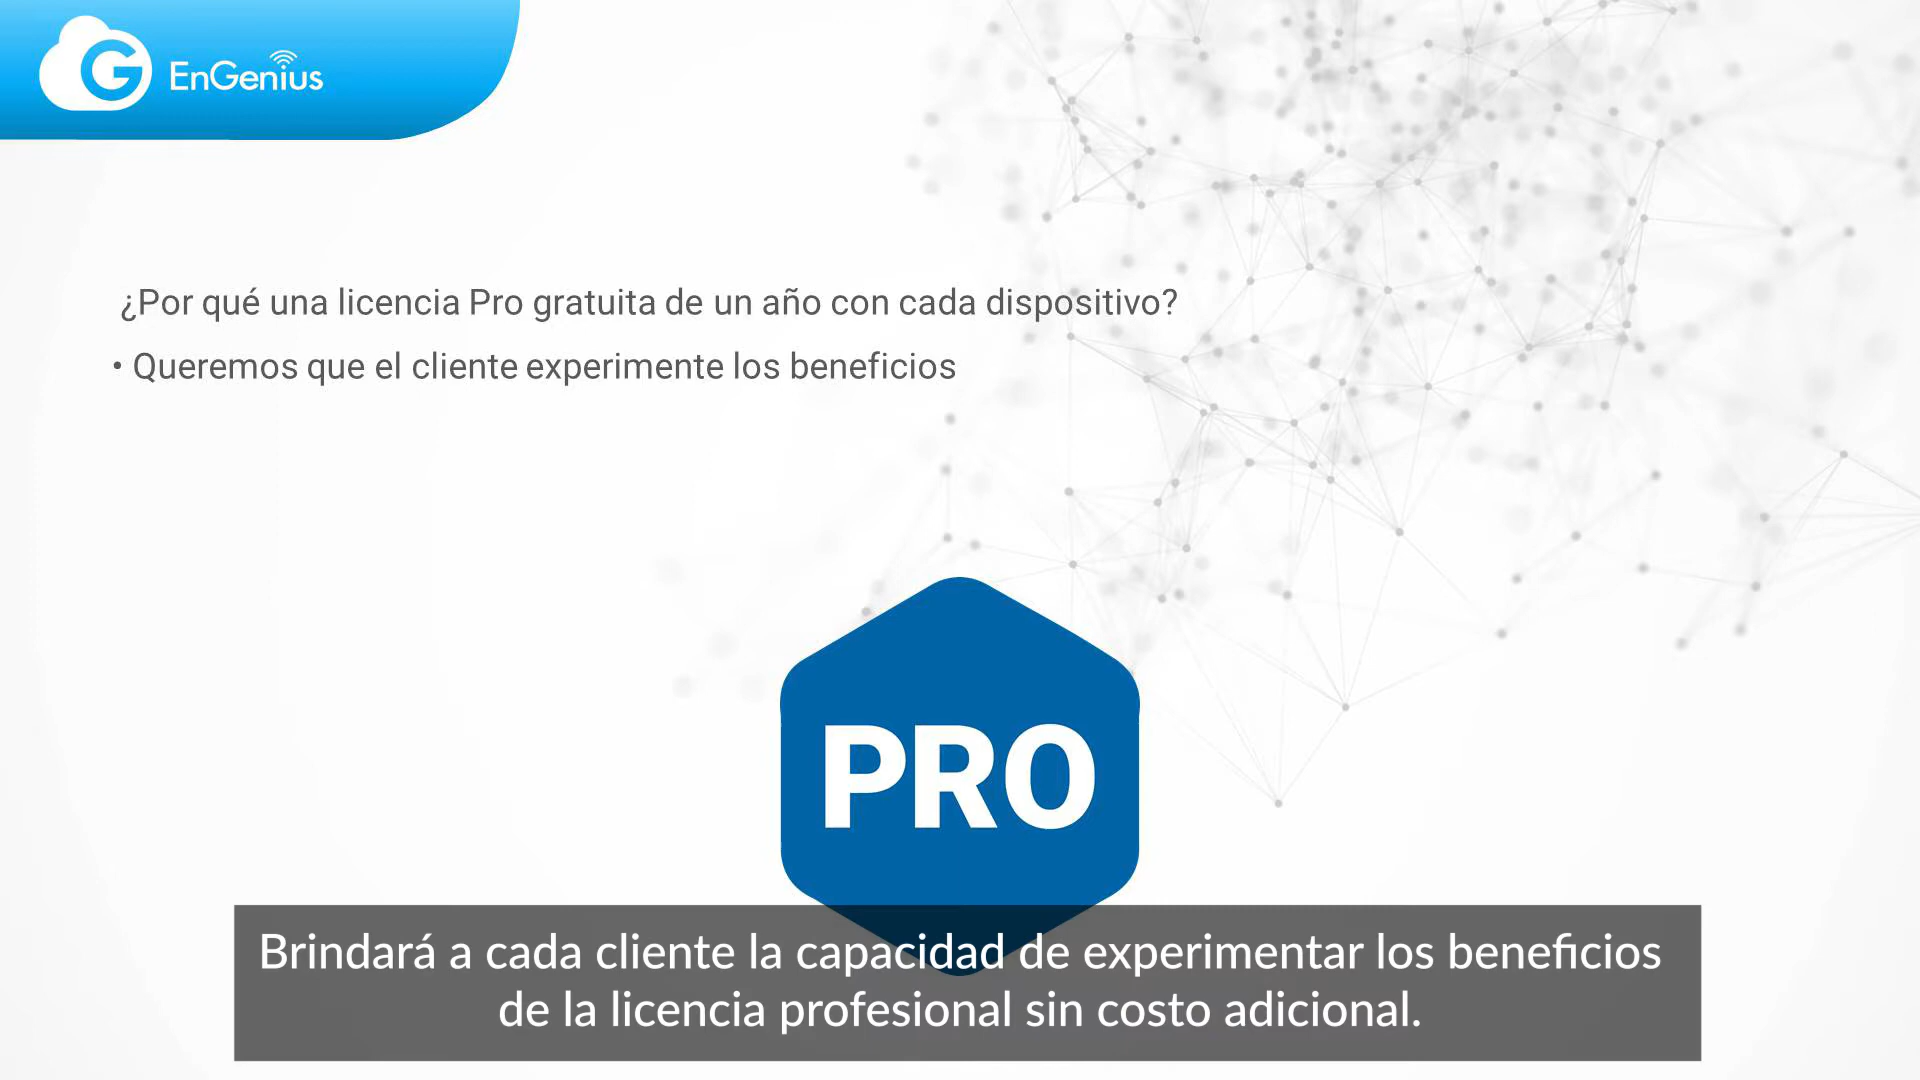 EnGenius
¿Por qué una licencia Pro gratuita de un año con cada dispositivo?
• Queremos que el cliente experimente los beneficios
PRO
Brindará a cada cliente la capacidad de experimentar los beneficios
de la licencia profesional sin costo adicional.